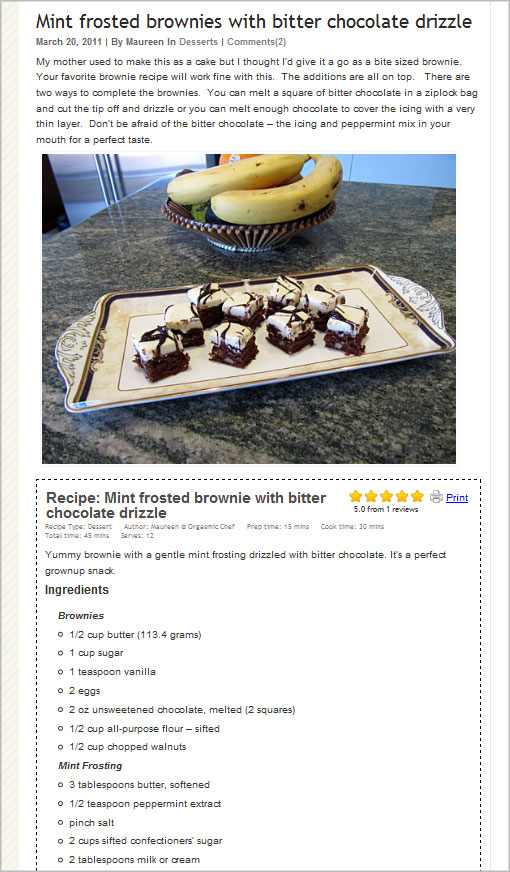 Mint frosted brownies with bitter chocolate drizzle
March 20, 2011 | By Maureen In Desserts | Comments(2)
My mother used to make this as a cake but I thought I'd give it a go as a bite sized brownie.
Your favorite brownie recipe will work fine with this. The additions are all on top. There are
two ways to complete the brownies. You can melt a square of bitter chocolate in a ziplock bag
and cut the tip off and drizzle or you can melt enough chocolate to cover the icing with a very
thin layer. Don't be afraid of the bitter chocolate – the icing and peppermint mix in your
mouth for a perfect taste.
Recipe: Mint frosted brownie with bitter
chocolate drizzle
Print
5.0 from 1 reviews
Recipe Type: Dessert Author: Maureen @ Orgasmic Chef Prep time: 15 mins Cook time: 30 mins
Total time: 45 mins Serves: 12
Yummy brownie with a gentle mint frosting drizzled with bitter chocolate. It's a perfect
grownup snack.
Ingredients
Brownies
1/2 cup butter (113.4 grams)
1 cup sugar
1 teaspoon vanilla
2 eggs
2 oz unsweetened chocolate, melted (2 squares)
1/2 cup all-purpose flour – sifted
1/2 cup chopped walnuts
Mint Frosting
3 tablespoons butter, softened
1/2 teaspoon peppermint extract
pinch salt
2 cups sifted confectioners' sugar
2 tablespoons milk or cream